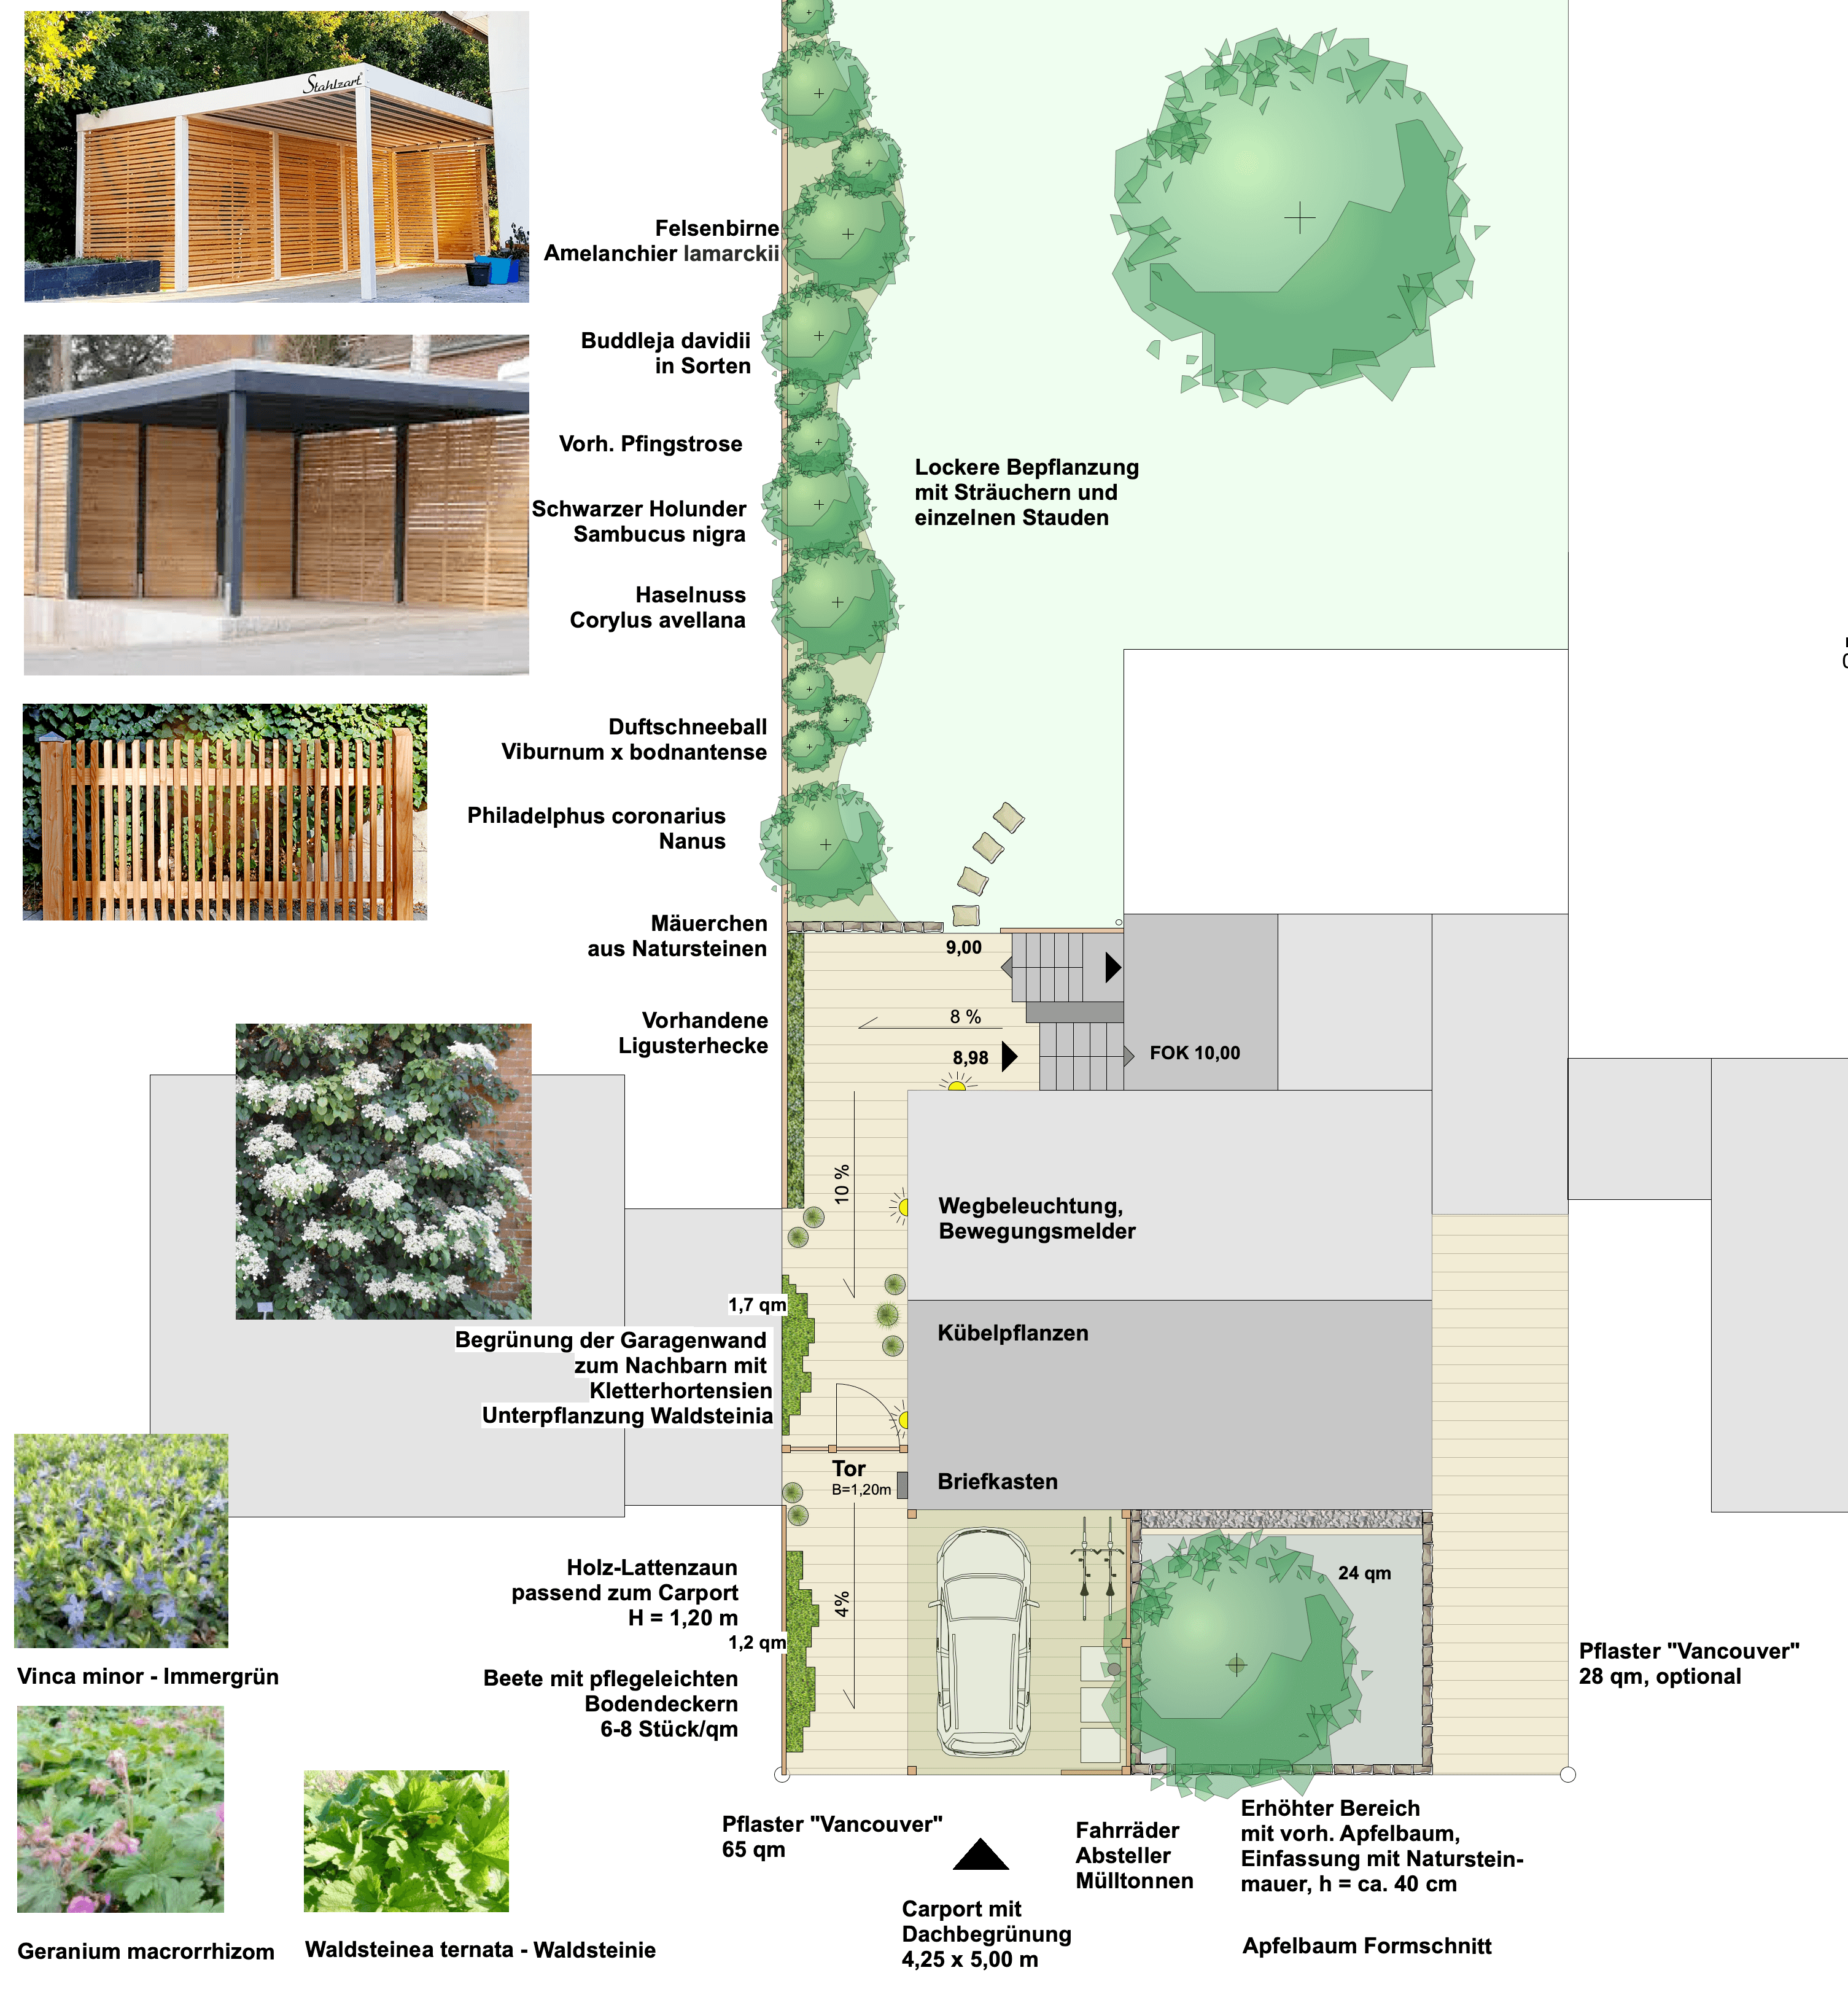 Stahlzart
Felsenbirne
Amelanchier lamarckii
Buddleja davidii
in Sorten
Vorh. Pfingstrose
Lockere Bepflanzung
mit Sträuchern und
einzelnen Stauden
Schwarzer Holunder
Sambucus nigra
Haselnuss
Corylus avellana
Duftschneeball
Viburnum x bodnantense
Philadelphus coronarius
Nanus
Mäuerchen
aus Natursteinen
9,00
Vorhandene
Ligusterhecke
8 %
8,98
FOK 10,00
10 %
Wegbeleuchtung,
Bewegungsmelder
1,7 qm
Begrünung der Garagenwand
zum Nachbarn mit
Kletterhortensien
Unterpflanzung Waldsteinia
Kübelpflanzen
Tor
B=1,20m
Briefkasten
Holz-Lattenzaun
passend zum Carport
H = 1,20 m
4%
24 qm
1,2 qm
Beete mit pflegeleichten
Bodendeckern
6-8 Stück/qm
Pflaster "Vancouver"
28 qm, optional
Vinca minor - Immergrün
Pflaster "Vancouver"
65 qm
Fahrräder
Absteller
Mülltonnen
Erhöhter Bereich
mit vorh. Apfelbaum,
Einfassung mit Naturstein-
mauer, h = ca. 40 cm
Carport mit
Dachbegrünung
4,25 x 5,00 m
Apfelbaum Formschnitt
Geranium macrorrhizom
Waldsteinea ternata - Waldsteinie